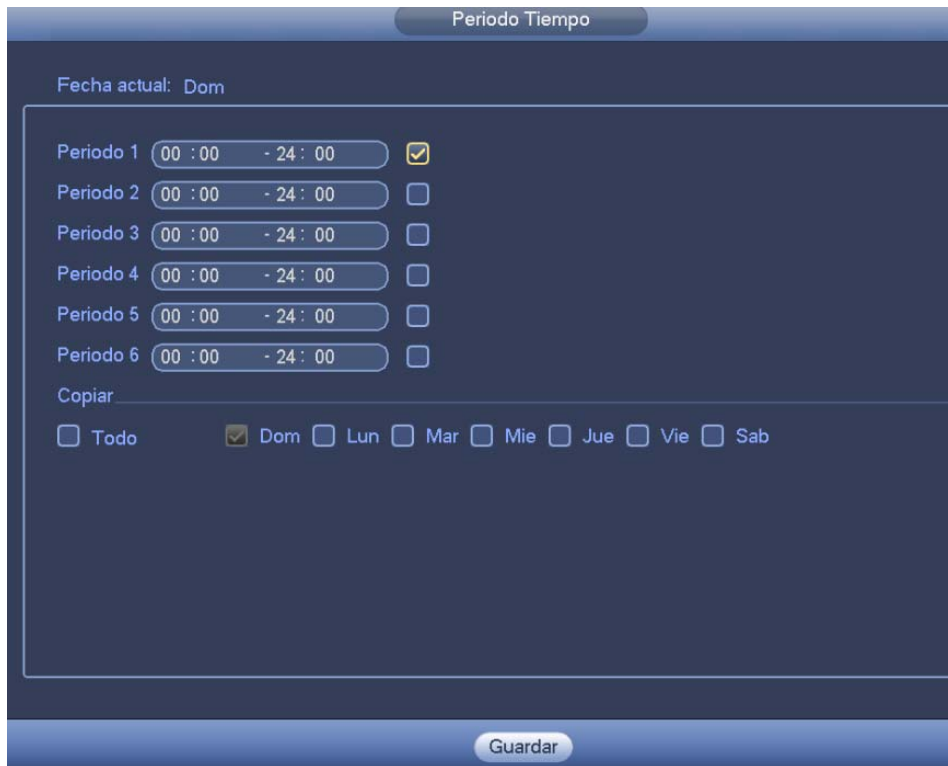 Periodo Tiempo
Fecha actual: Dom
Periodo 1 00 :00 - 24 : 00
Periodo 2 00 :00 - 24 : 00
Periodo 3 00 :00 - 24 : 00
Periodo 4 00 :00 - 24 : 00
Periodo 5 00 :00 - 24 : 00
Periodo 6 00 :00 - 24 : 00
Copiar
Todo Dom Lun Mar Mie Jue Vie Sab
Guardar